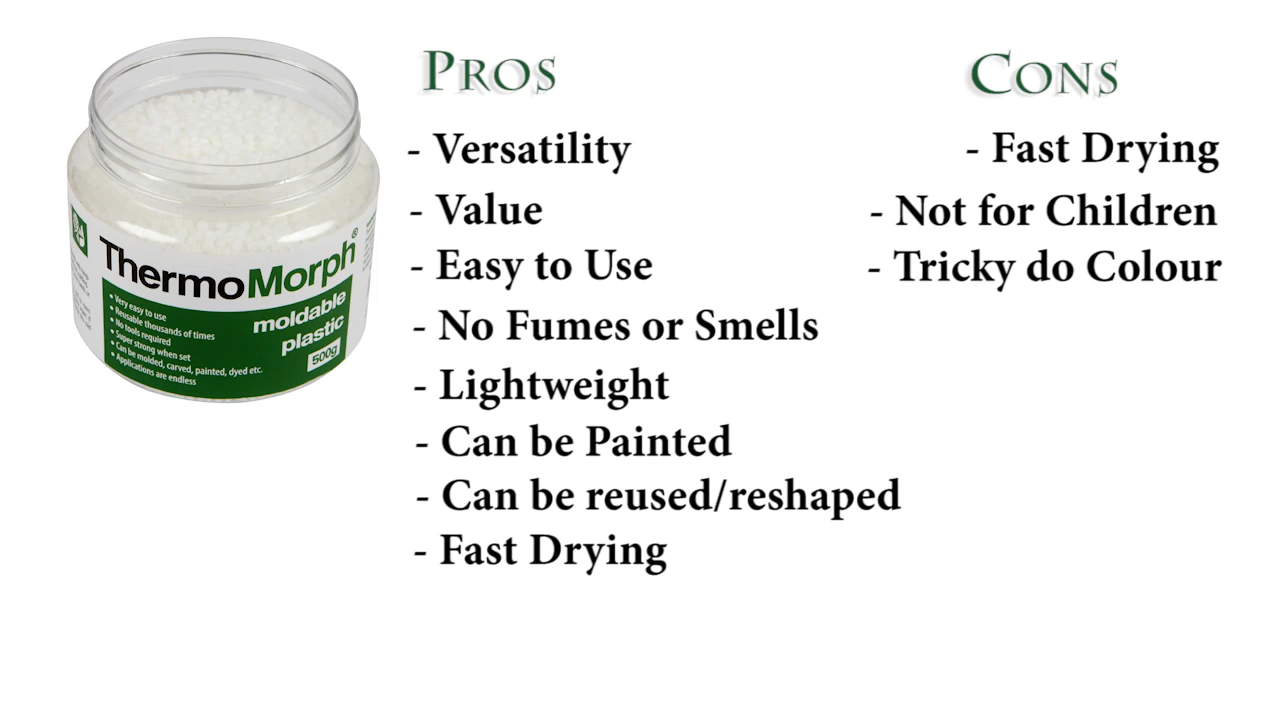 ThermoMorph®
moldable
plastic
500g
• Very easy to use
• Reusable thousands of times
• No tools required
• Super strong when set
• Can be molded, carved, painted, dyed etc.
• Applications are endless
Pros
- Versatility
- Value
- Easy to Use
- No Fumes or Smells
- Lightweight
- Can be Painted
- Can be reused/reshaped
- Fast Drying
Cons
- Fast Drying
- Not for Children
- Tricky do Colour